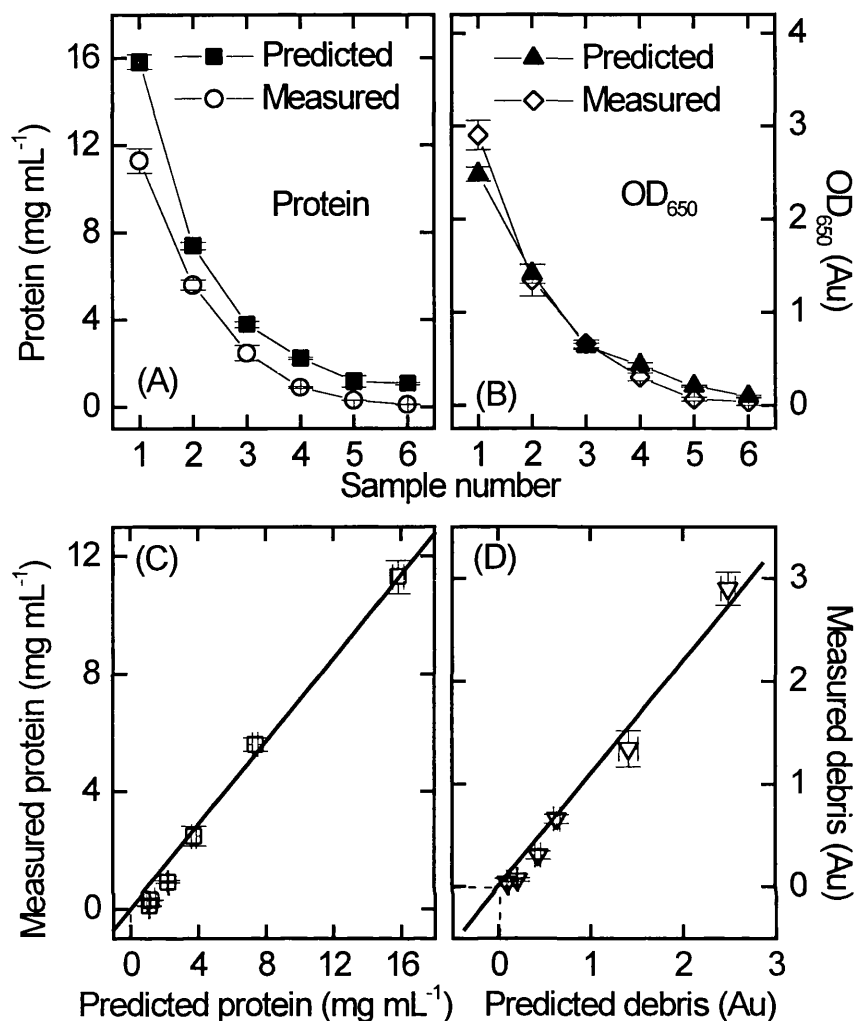 Protein (mg mL⁻¹)
16
12
8
4
0
Predicted
Measured
Protein
(A)
1 2 3 4 5 6
Predicted
Measured
OD₆₅₀
(B)
1 2 3 4 5 6
4
3
2
1
0
OD₆₅₀ (Au)
Sample number
Measured protein (mg mL⁻¹)
12
8
4
0
(C)
0 4 8 12 16
Predicted protein (mg mL⁻¹)
(D)
0 1 2 3
Predicted debris (Au)
3
2
1
0
Measured debris (Au)